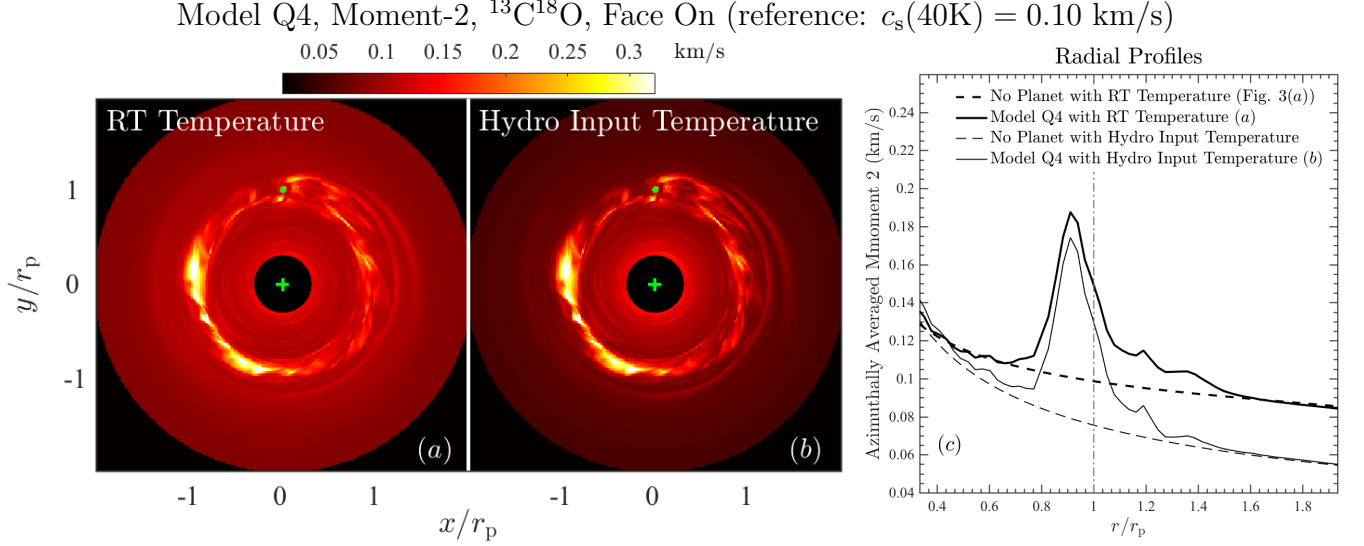 Model Q4, Moment-2, ¹³C¹⁸O, Face On (reference: cₛ(40K) = 0.10 km/s)
0.05 0.1 0.15 0.2 0.25 0.3 km/s
RT Temperature
Hydro Input Temperature
y/rₚ
1
0
-1
(a)
(b)
-1 0 1
-1 0 1
x/rₚ
Radial Profiles
No Planet with RT Temperature (Fig. 3(a))
Model Q4 with RT Temperature (a)
No Planet with Hydro Input Temperature
Model Q4 with Hydro Input Temperature (b)
Azimuthally Averaged Mmoment 2 (km/s)
0.24
0.22
0.2
0.18
0.16
0.14
0.12
0.1
0.08
0.06
0.04
(c)
0.4 0.6 0.8 1 1.2 1.4 1.6 1.8
r/rₚ